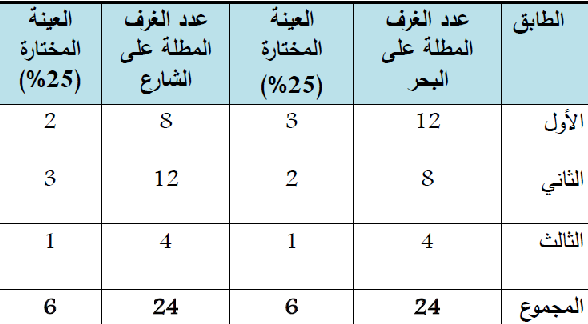 الطابق | عدد الغرف المطلة على البحر | العينة المختارة (25%) | عدد الغرف المطلة على الشارع | العينة المختارة (25%)
الأول | 12 | 3 | 8 | 2
الثاني | 8 | 2 | 12 | 3
الثالث | 4 | 1 | 4 | 1
المجموع | 24 | 6 | 24 | 6